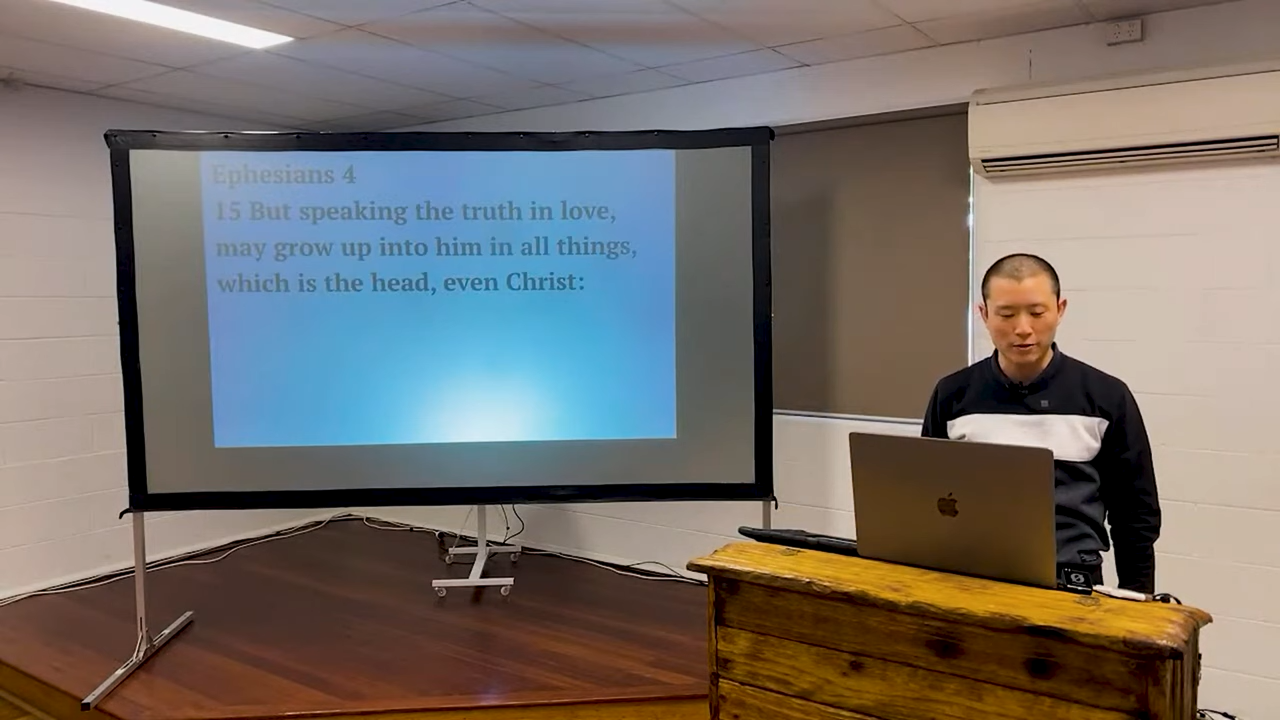 Ephesians 4
15 But speaking the truth in love,
may grow up into him in all things,
which is the head, even Christ: